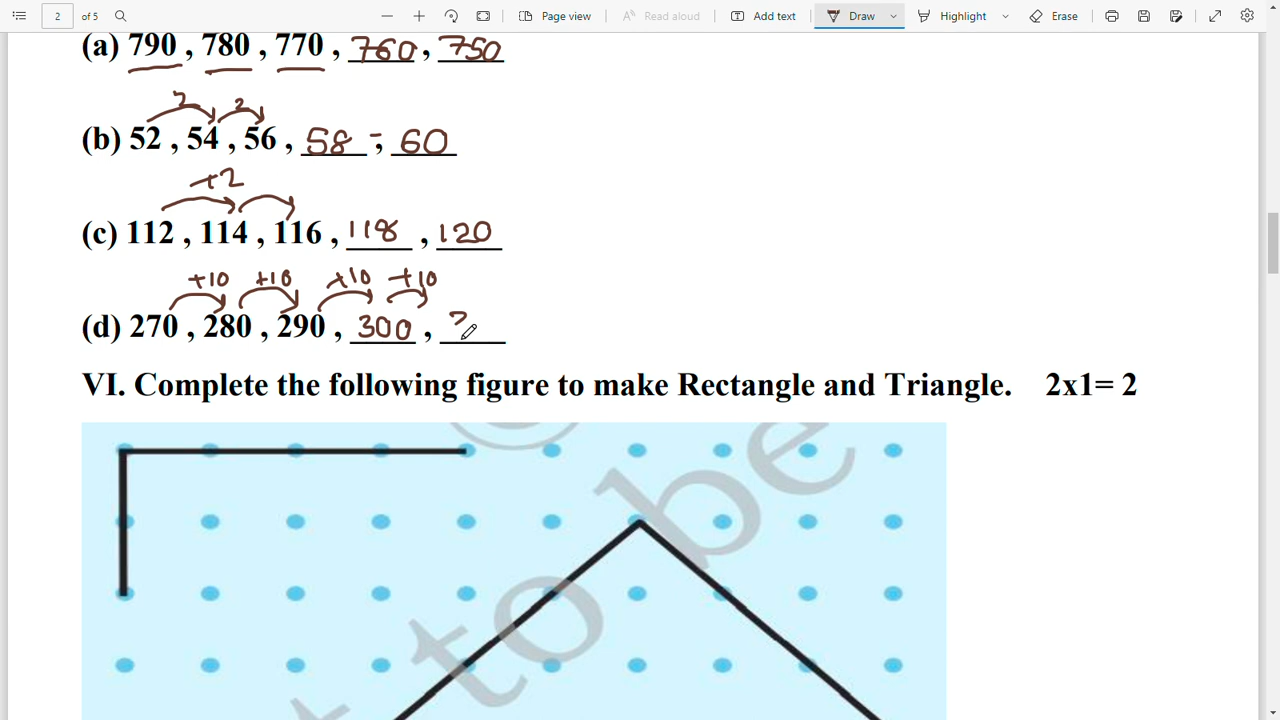 2 of 5 Page view Read aloud Add text Draw Highlight Erase
(a) 790 , 780 , 770 , 760 , 750
2 2
(b) 52 , 54 , 56 , 58 , 60
+2
(c) 112 , 114 , 116 , 118 , 120
+10 +10 +10 +10
(d) 270 , 280 , 290 , 300 ,
VI. Complete the following figure to make Rectangle and Triangle. 2x1= 2
to be